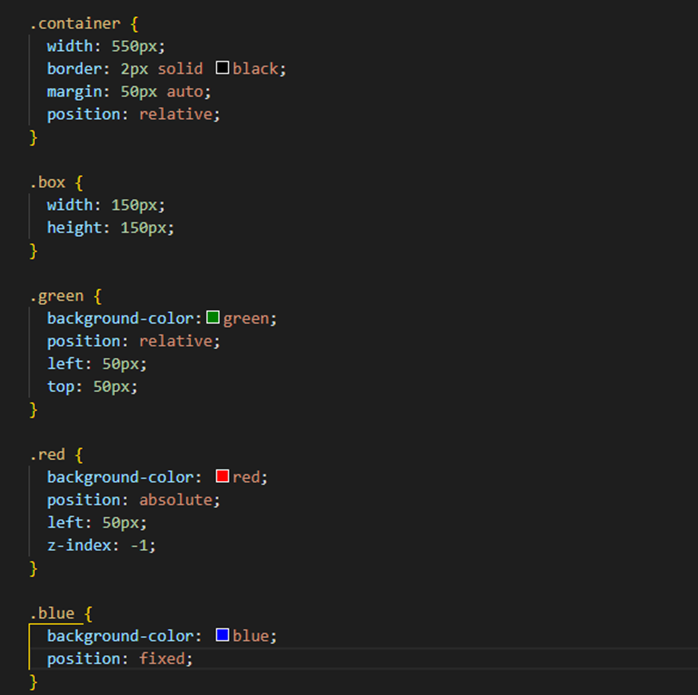 .container {
width: 550px;
border: 2px solid black;
margin: 50px auto;
position: relative;
}
.box {
width: 150px;
height: 150px;
}
.green {
background-color: green;
position: relative;
left: 50px;
top: 50px;
}
.red {
background-color: red;
position: absolute;
left: 50px;
z-index: -1;
}
.blue {
background-color: blue;
position: fixed;
}